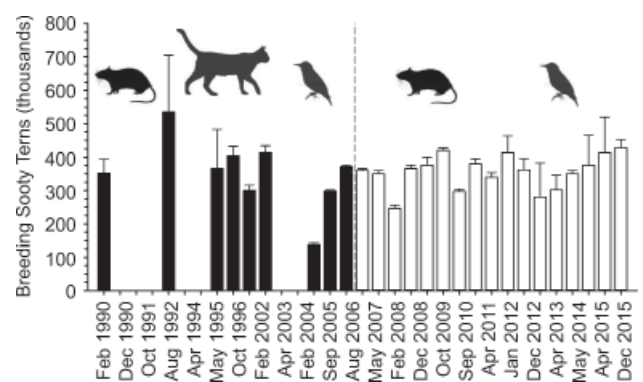 Breeding Sooty Terns (thousands)
800
700
600
500
400
300
200
100
0
Feb 1990
Dec 1990
Oct 1991
Aug 1992
Apr 1994
May 1995
Oct 1996
Feb 2002
Apr 2003
Feb 2004
Sep 2005
Aug 2006
May 2007
Feb 2008
Dec 2008
Oct 2009
Sep 2010
Apr 2011
Jan 2012
Dec 2012
Apr 2013
May 2014
Apr 2015
Dec 2015